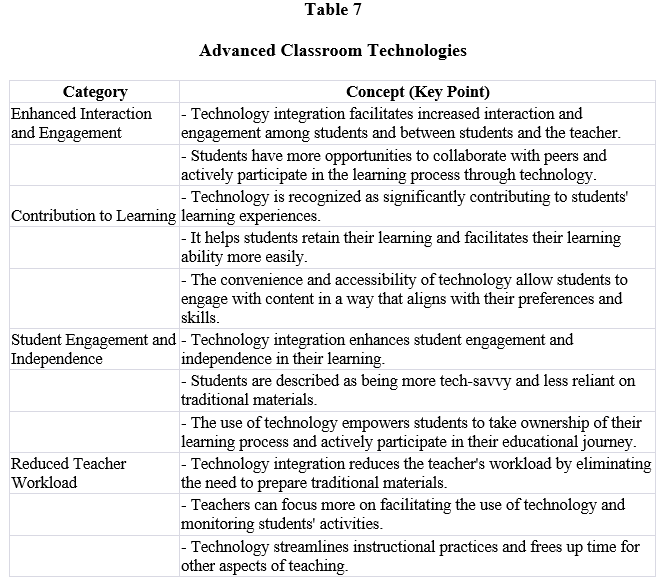 Table 7
Advanced Classroom Technologies
Category
Concept (Key Point)
Enhanced Interaction
and Engagement
- Technology integration facilitates increased interaction and
engagement among students and between students and the teacher.
- Students have more opportunities to collaborate with peers and
actively participate in the learning process through technology.
Contribution to Learning
- Technology is recognized as significantly contributing to students'
learning experiences.
- It helps students retain their learning and facilitates their learning
ability more easily.
- The convenience and accessibility of technology allow students to
engage with content in a way that aligns with their preferences and
skills.
Student Engagement and
Independence
- Technology integration enhances student engagement and
independence in their learning.
- Students are described as being more tech-savvy and less reliant on
traditional materials.
- The use of technology empowers students to take ownership of their
learning process and actively participate in their educational journey.
Reduced Teacher
Workload
- Technology integration reduces the teacher's workload by eliminating
the need to prepare traditional materials.
- Teachers can focus more on facilitating the use of technology and
monitoring students' activities.
- Technology streamlines instructional practices and frees up time for
other aspects of teaching.